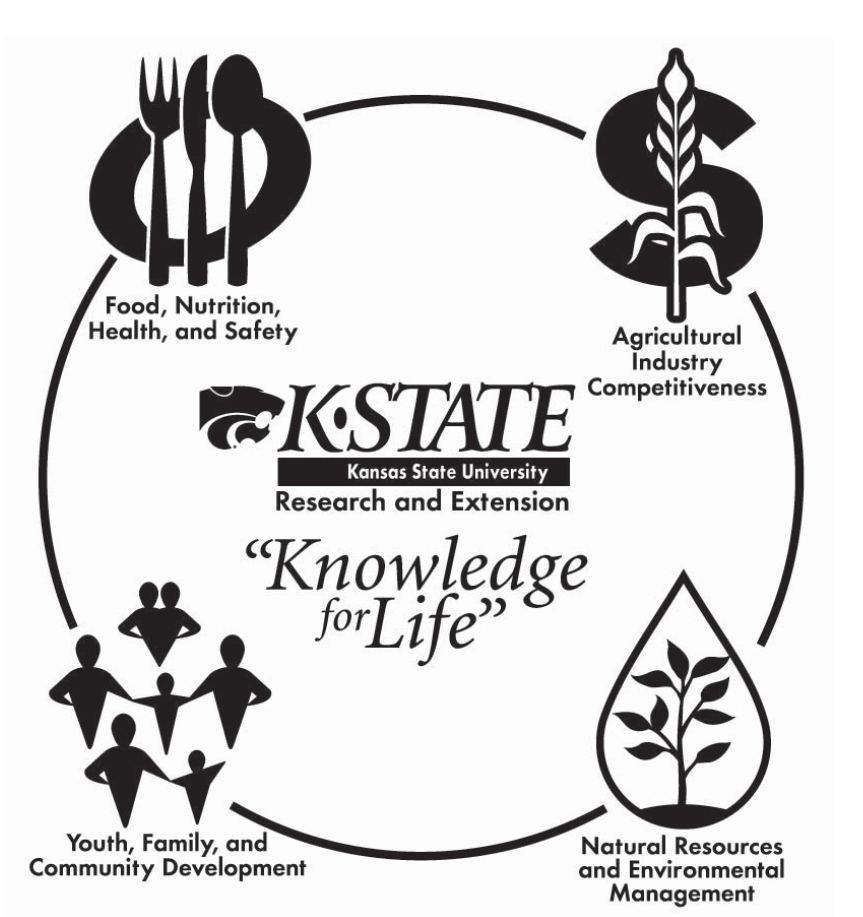 Food, Nutrition,
Health, and Safety
Agricultural
Industry
Competitiveness
K•STATE
Kansas State University
Research and Extension
“Knowledge
for Life”
Youth, Family, and
Community Development
Natural Resources
and Environmental
Management